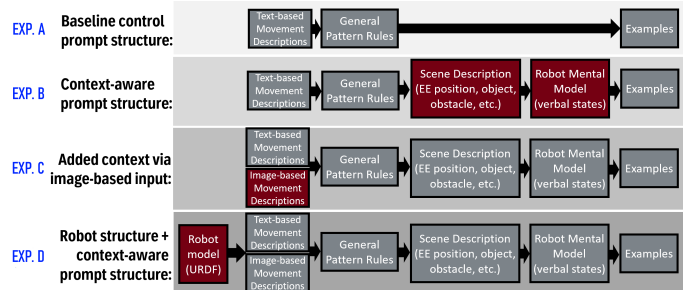 EXP. A
Baseline control
prompt structure:
Text-based
Movement
Descriptions
General
Pattern Rules
Examples
EXP. B
Context-aware
prompt structure:
Text-based
Movement
Descriptions
General
Pattern Rules
Scene Description
(EE position, object,
obstacle, etc.)
Robot Mental
Model
(verbal states)
Examples
EXP. C
Added context via
image-based input:
Text-based
Movement
Descriptions
Image-based
Movement
Descriptions
General
Pattern Rules
Scene Description
(EE position, object,
obstacle, etc.)
Robot Mental
Model
(verbal states)
Examples
EXP. D
Robot structure +
context-aware
prompt structure:
Robot
model
(URDF)
Text-based
Movement
Descriptions
Image-based
Movement
Descriptions
General
Pattern Rules
Scene Description
(EE position, object,
obstacle, etc.)
Robot Mental
Model
(verbal states)
Examples